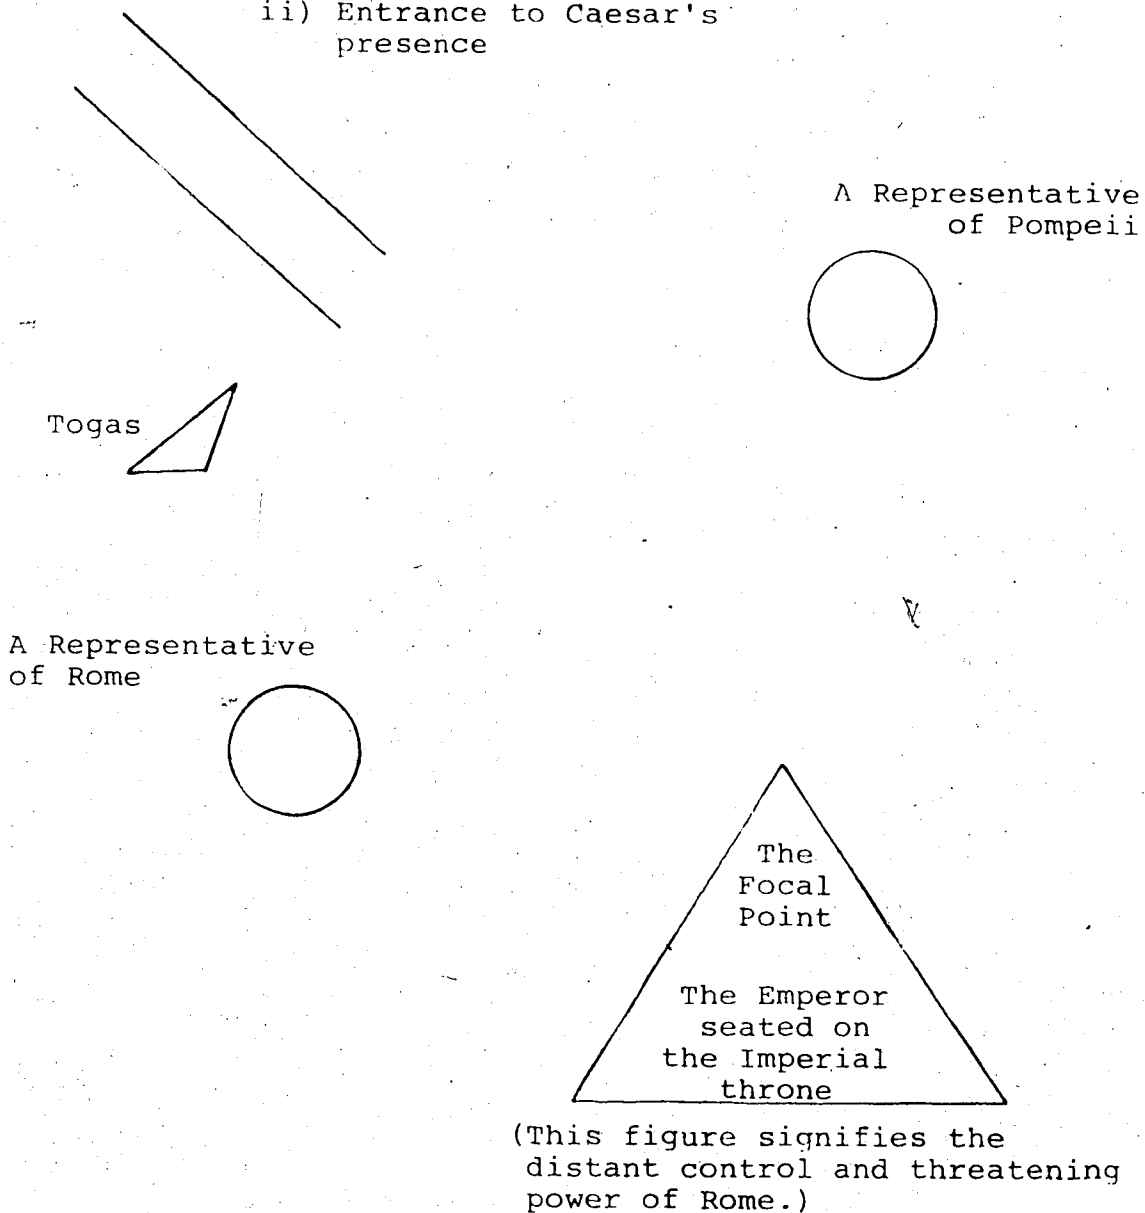 ii) Entrance to Caesar's
presence
A Representative
of Pompeii
Togas
A Representative
of Rome
The
Focal
Point
The Emperor
seated on
the Imperial
throne
(This figure signifies the
distant control and threatening
power of Rome.)